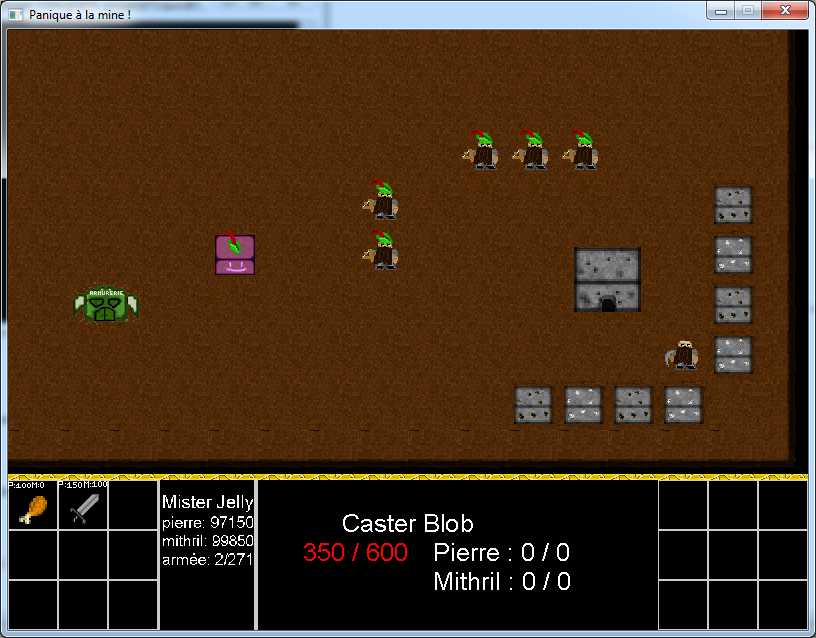 Panique à la mine !
ARMURERIE
P:100M:0
P:150M:100
Mister Jelly
pierre: 97150
mithril: 99850
armée: 2/271
Caster Blob
350 / 600 Pierre : 0 / 0
Mithril : 0 / 0